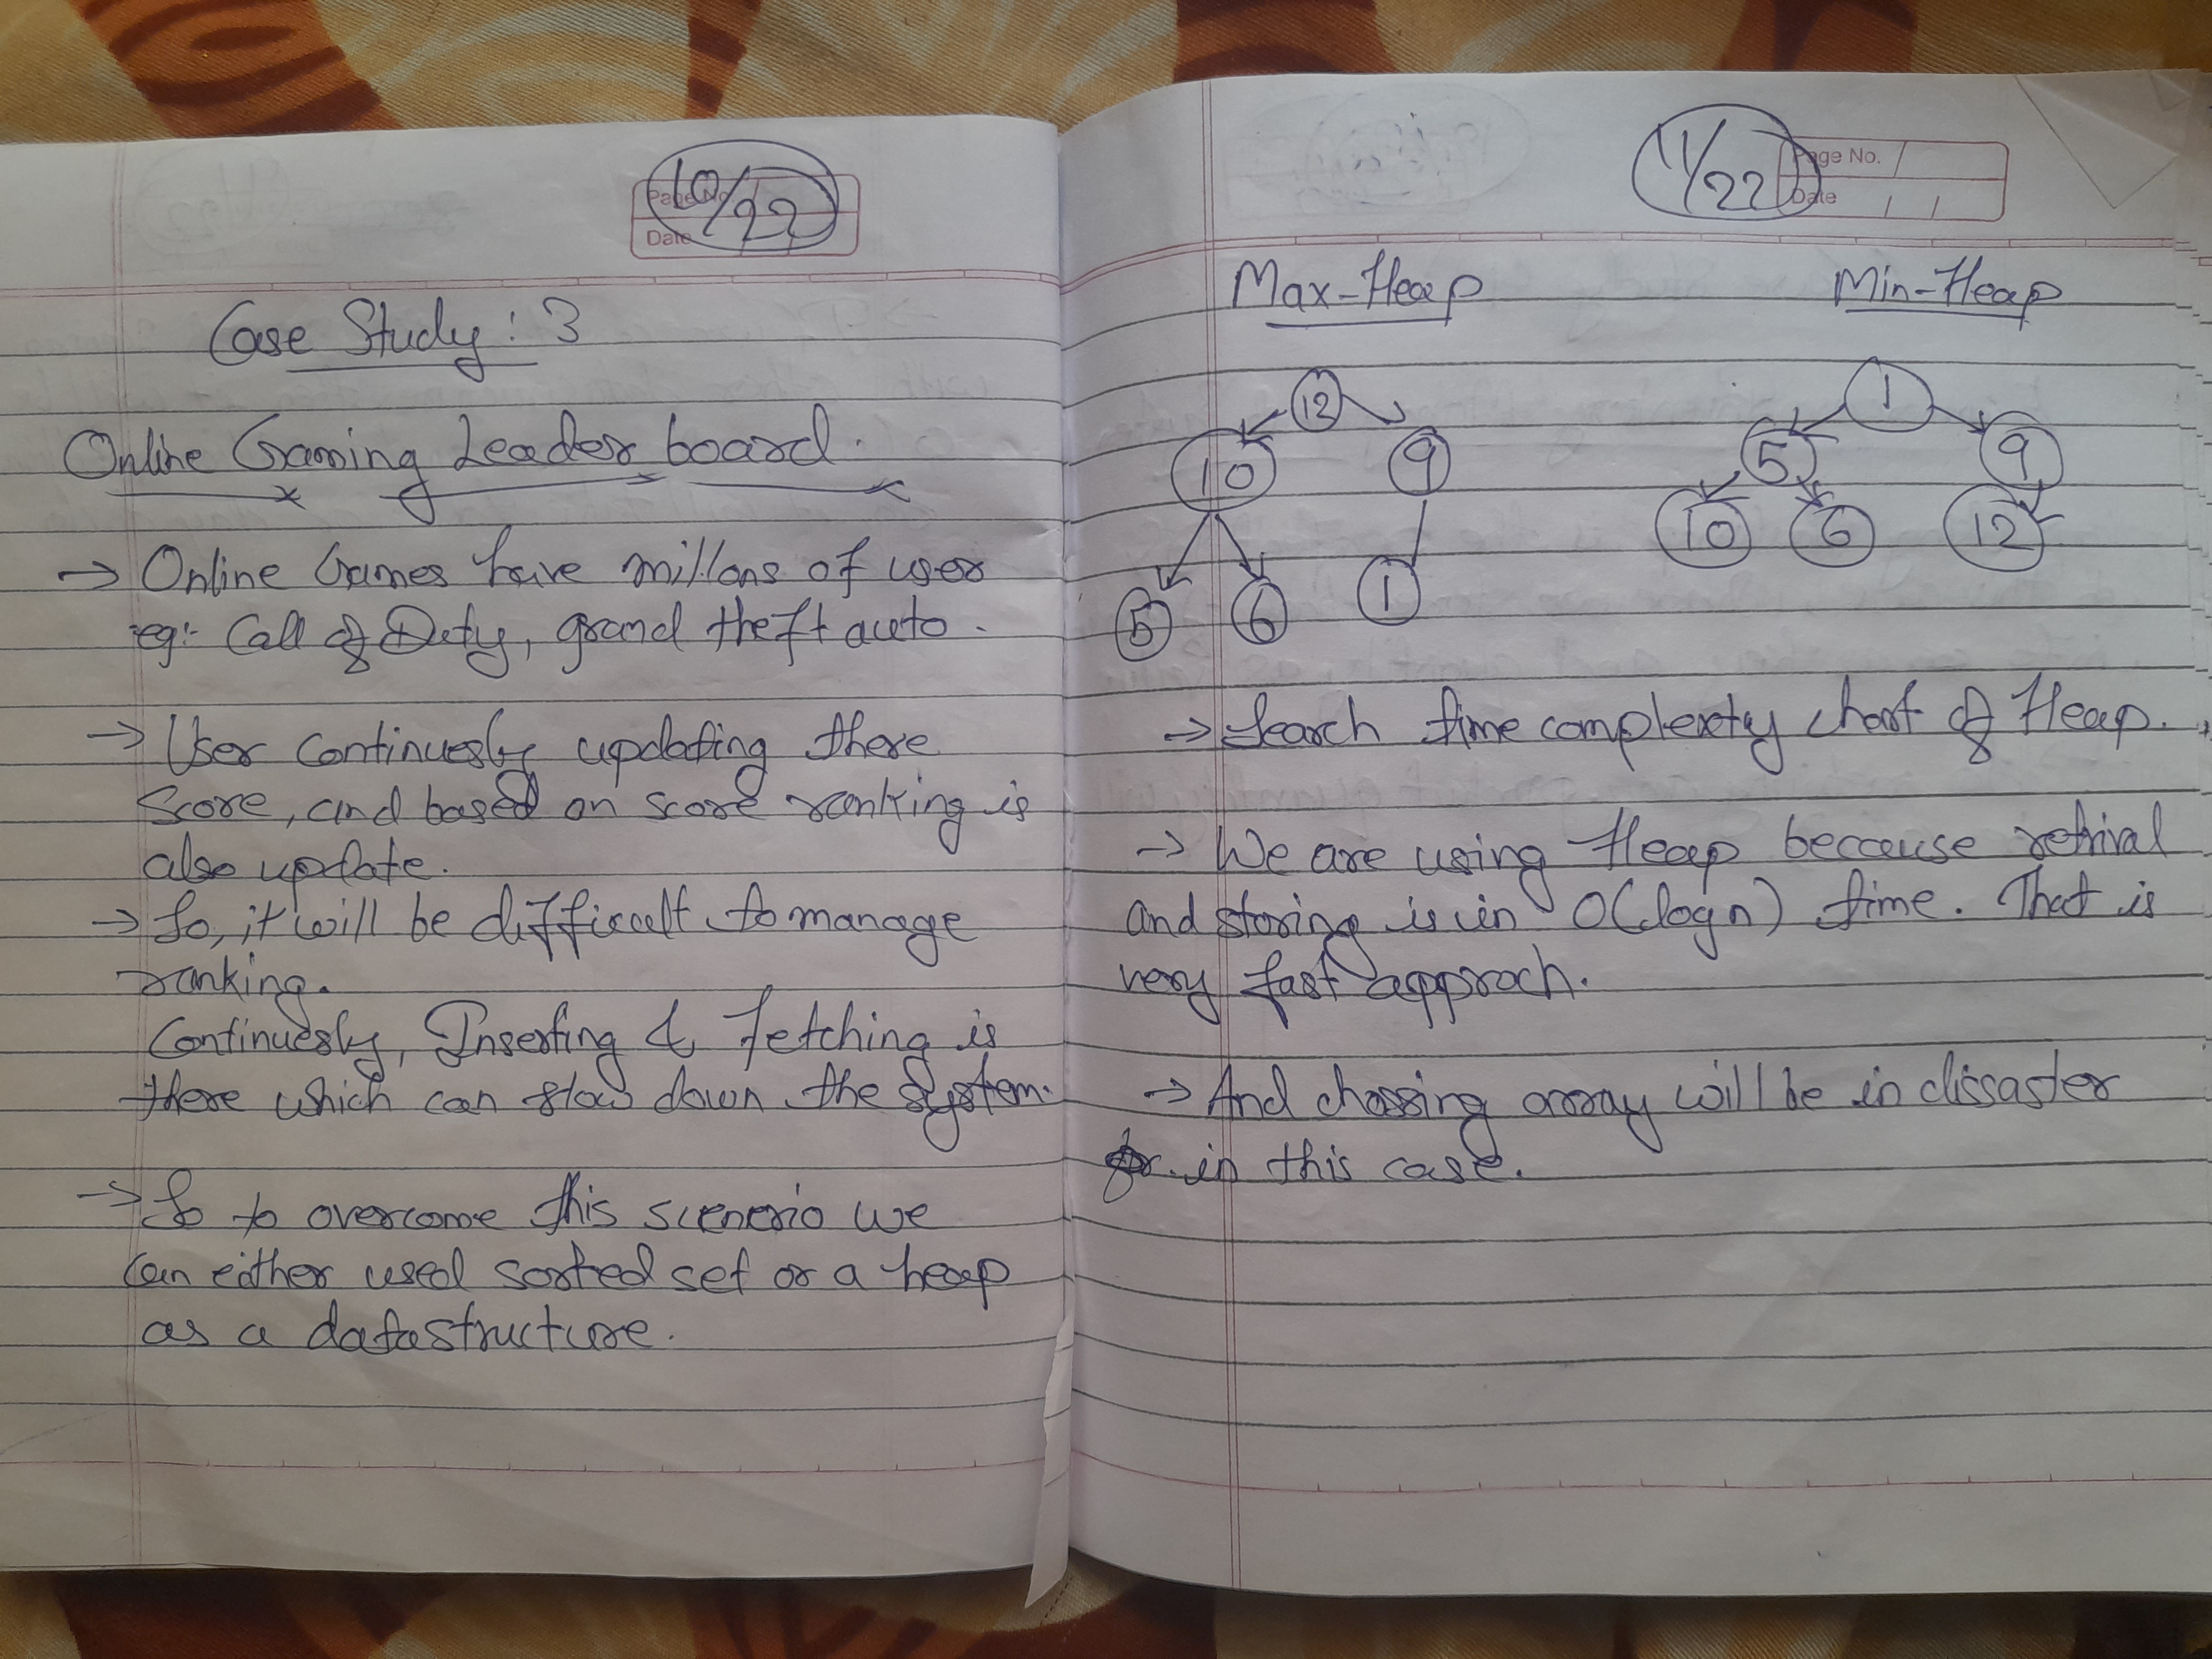 10/22
Page No.
Date
Case Study : 3
Online Gaming Leader board.
→ Online Games have millons of user
eg:- Call of Duty, grand theft auto.
→ User Continuesly updating there
Score, and based on score ranking is
also update.
→ So, it will be difficult to manage
ranking.
Continuesly, Inserting & fetching is
there which can slow down the system.
→ So to overcome this scenerio we
can either used sorted set or a heap
as a datastructure.
11/22
Page No.
Date
Max-Heap Min-Heap
12 1
10 9 5 9
5 6 1 10 6 12
→ Search time complexity chart of Heap.
→ We are using Heap because retrival
and storing is in O(logn) time. That is
very fast approach.
→ And chossing array will be in dissaster
in this case.